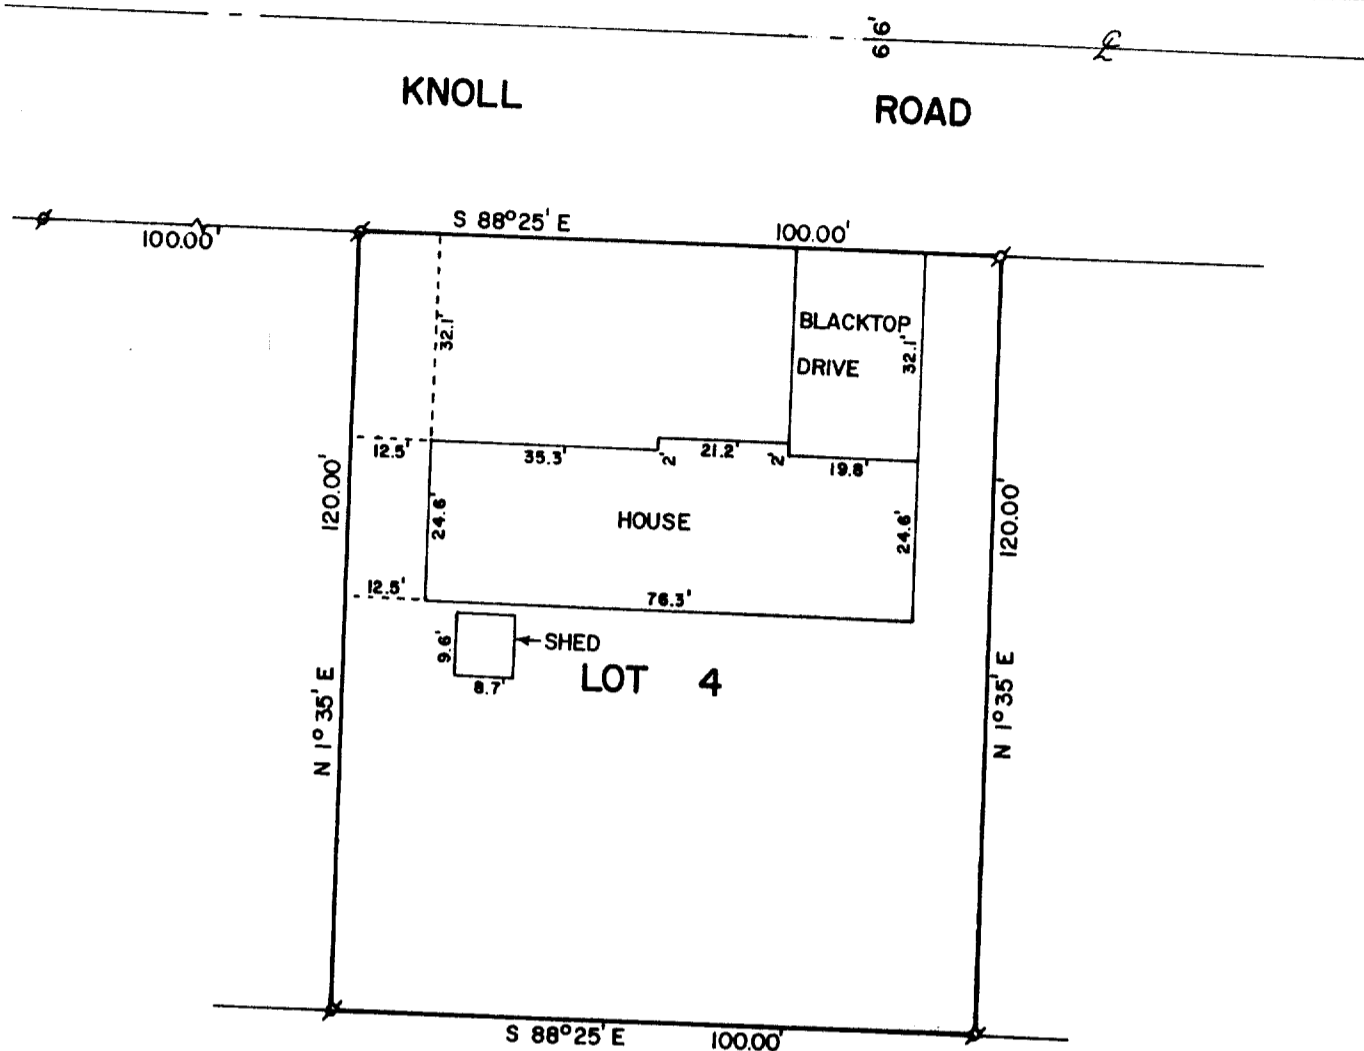 66'
℄
KNOLL ROAD
S 88°25' E 100.00'
100.00'
BLACKTOP
DRIVE
32.1'
32.1'
12.5' 35.3' 2' 21.2' 2' 19.8'
120.00'
120.00'
24.6'
HOUSE
24.6'
12.5' 76.3'
9.6'
SHED
8.7'
LOT 4
N 1°35' E
N 1°35' E
S 88°25' E 100.00'